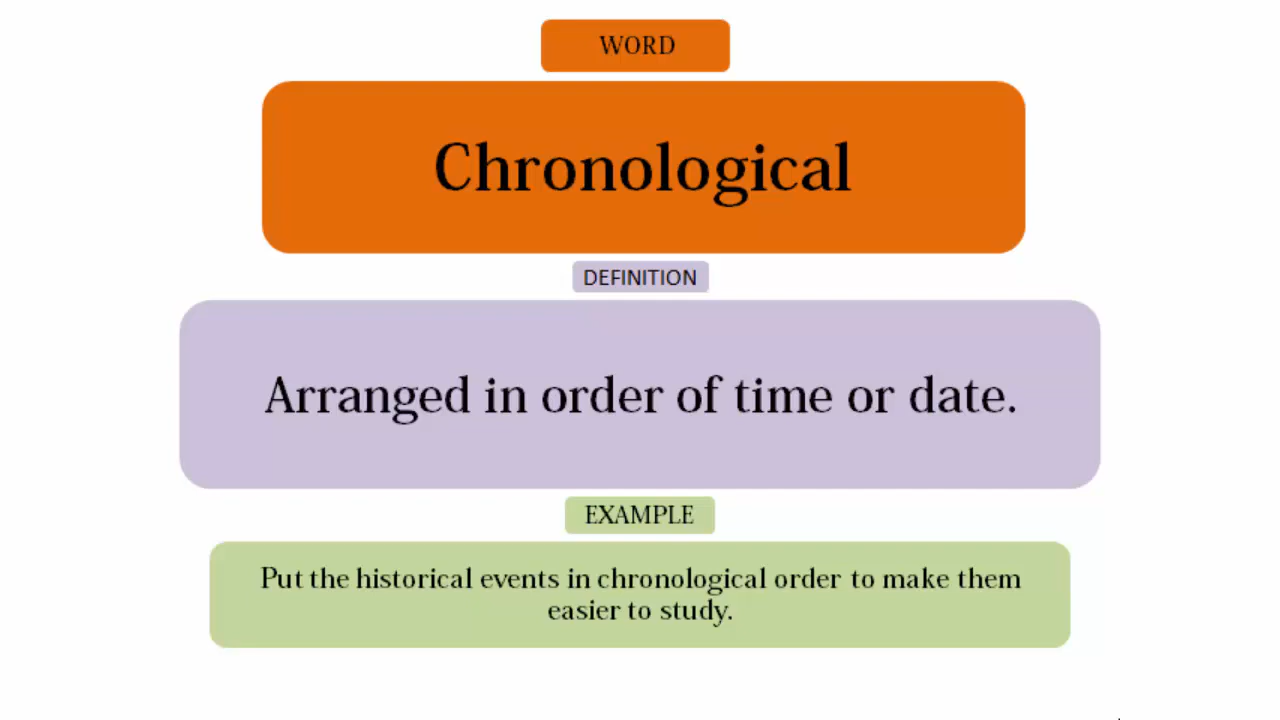 WORD
Chronological
DEFINITION
Arranged in order of time or date.
EXAMPLE
Put the historical events in chronological order to make them
easier to study.